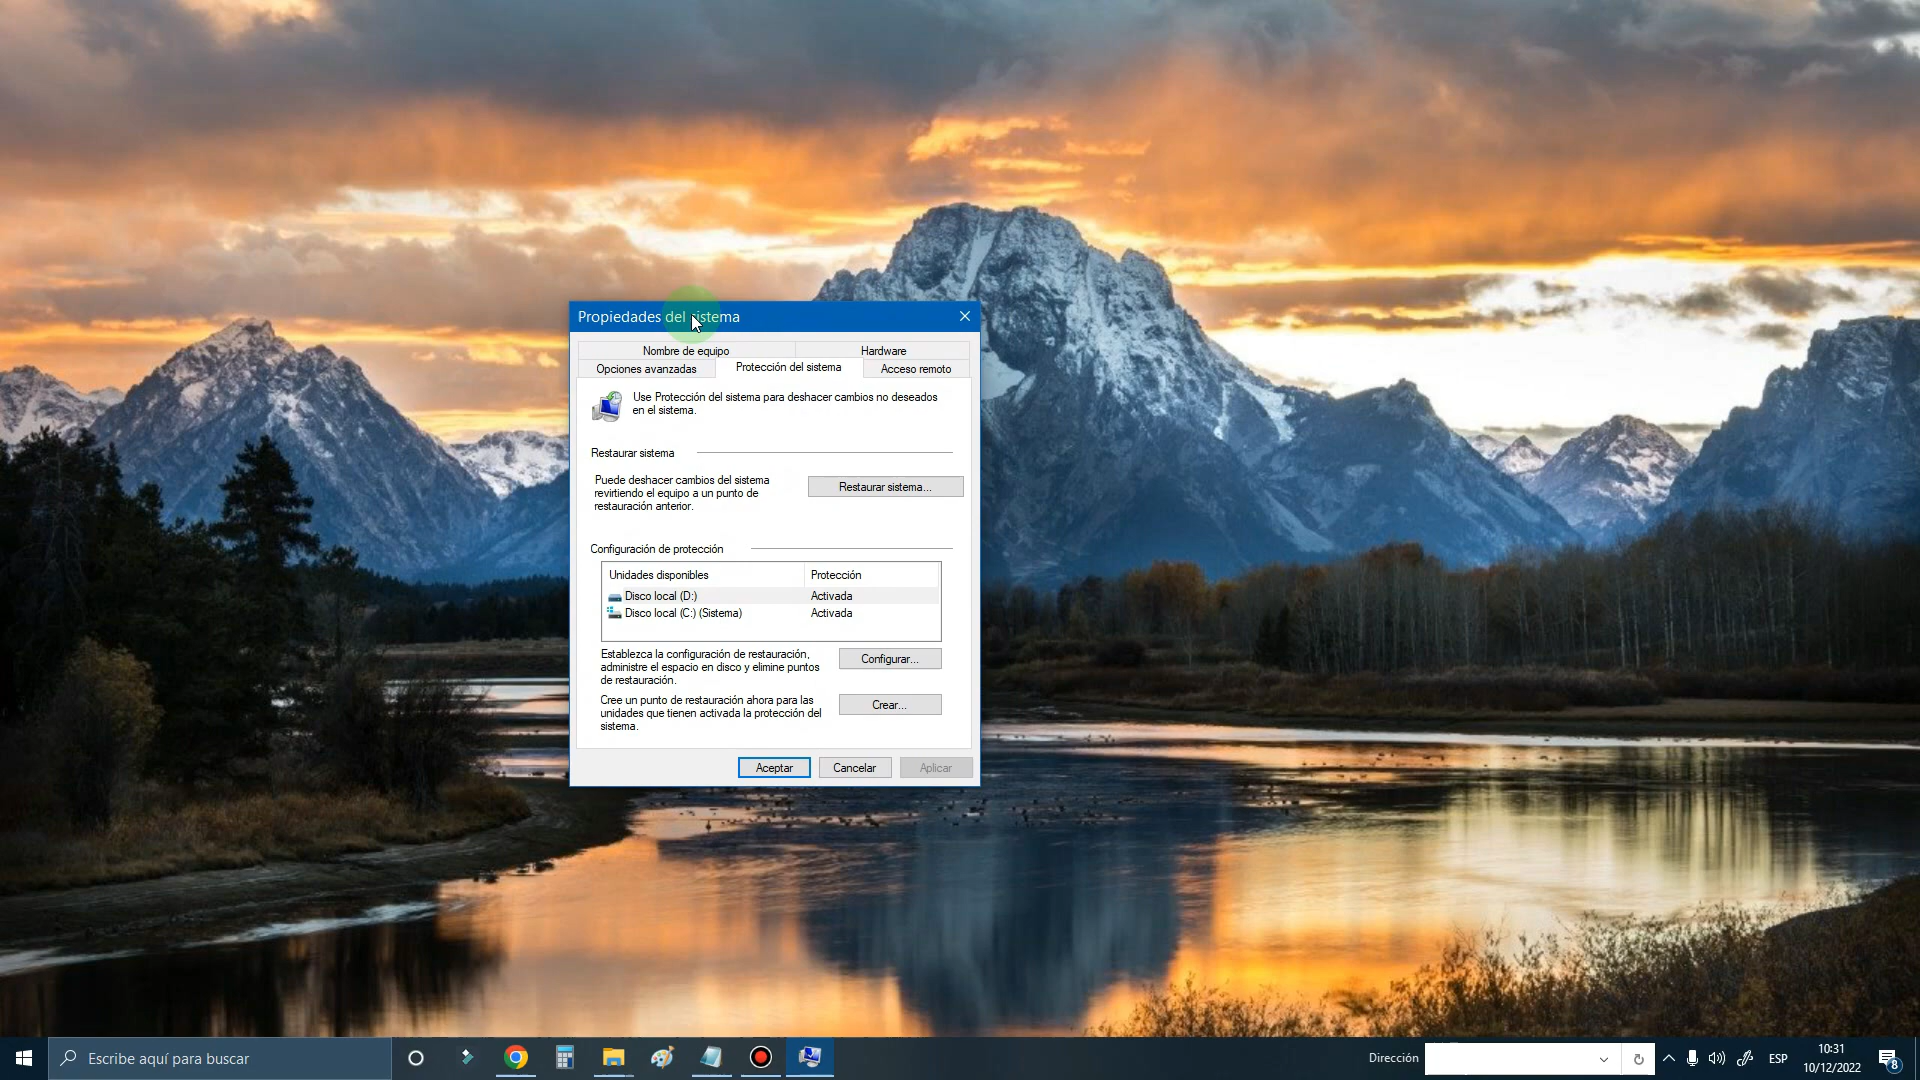 Propiedades del sistema
Nombre de equipo
Hardware
Opciones avanzadas
Protección del sistema
Acceso remoto
Use Protección del sistema para deshacer cambios no deseados
en el sistema.
Restaurar sistema
Puede deshacer cambios del sistema
revirtiendo el equipo a un punto de
restauración anterior.
Restaurar sistema...
Configuración de protección
Unidades disponibles
Protección
Disco local (D:)
Activada
Disco local (C:) (Sistema)
Activada
Establezca la configuración de restauración,
administre el espacio en disco y elimine puntos
de restauración.
Configurar...
Cree un punto de restauración ahora para las
unidades que tienen activada la protección del
sistema.
Crear...
Aceptar
Cancelar
Aplicar
Escribe aquí para buscar
Dirección
ESP
10:31
10/12/2022
8